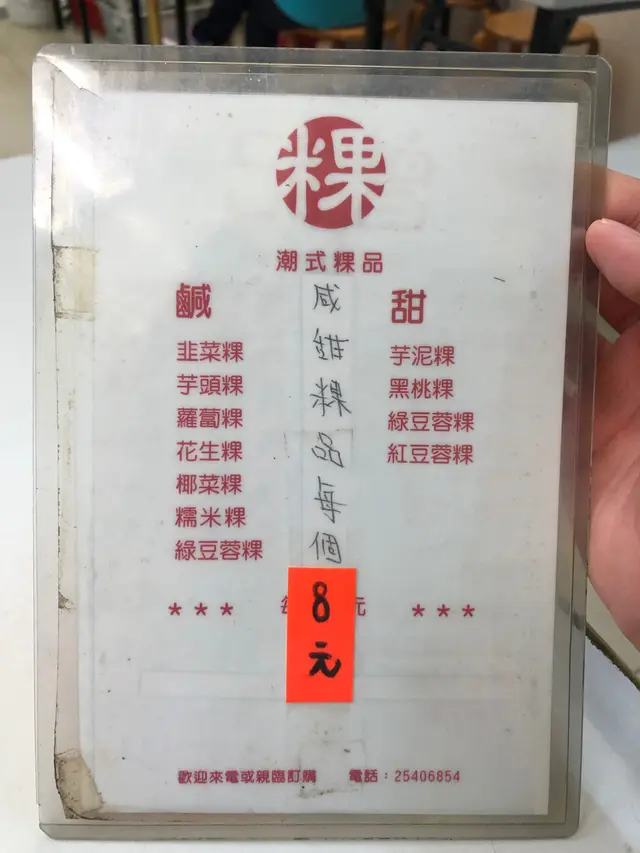 粿
潮式粿品
鹹
韭菜粿
芋頭粿
蘿蔔粿
花生粿
椰菜粿
糯米粿
綠豆蓉粿
咸
甜
粿
品
每
個
甜
芋泥粿
黑桃粿
綠豆蓉粿
紅豆蓉粿
*** 元 ***
8
元
歡迎來電或親臨訂購 電話:25406854